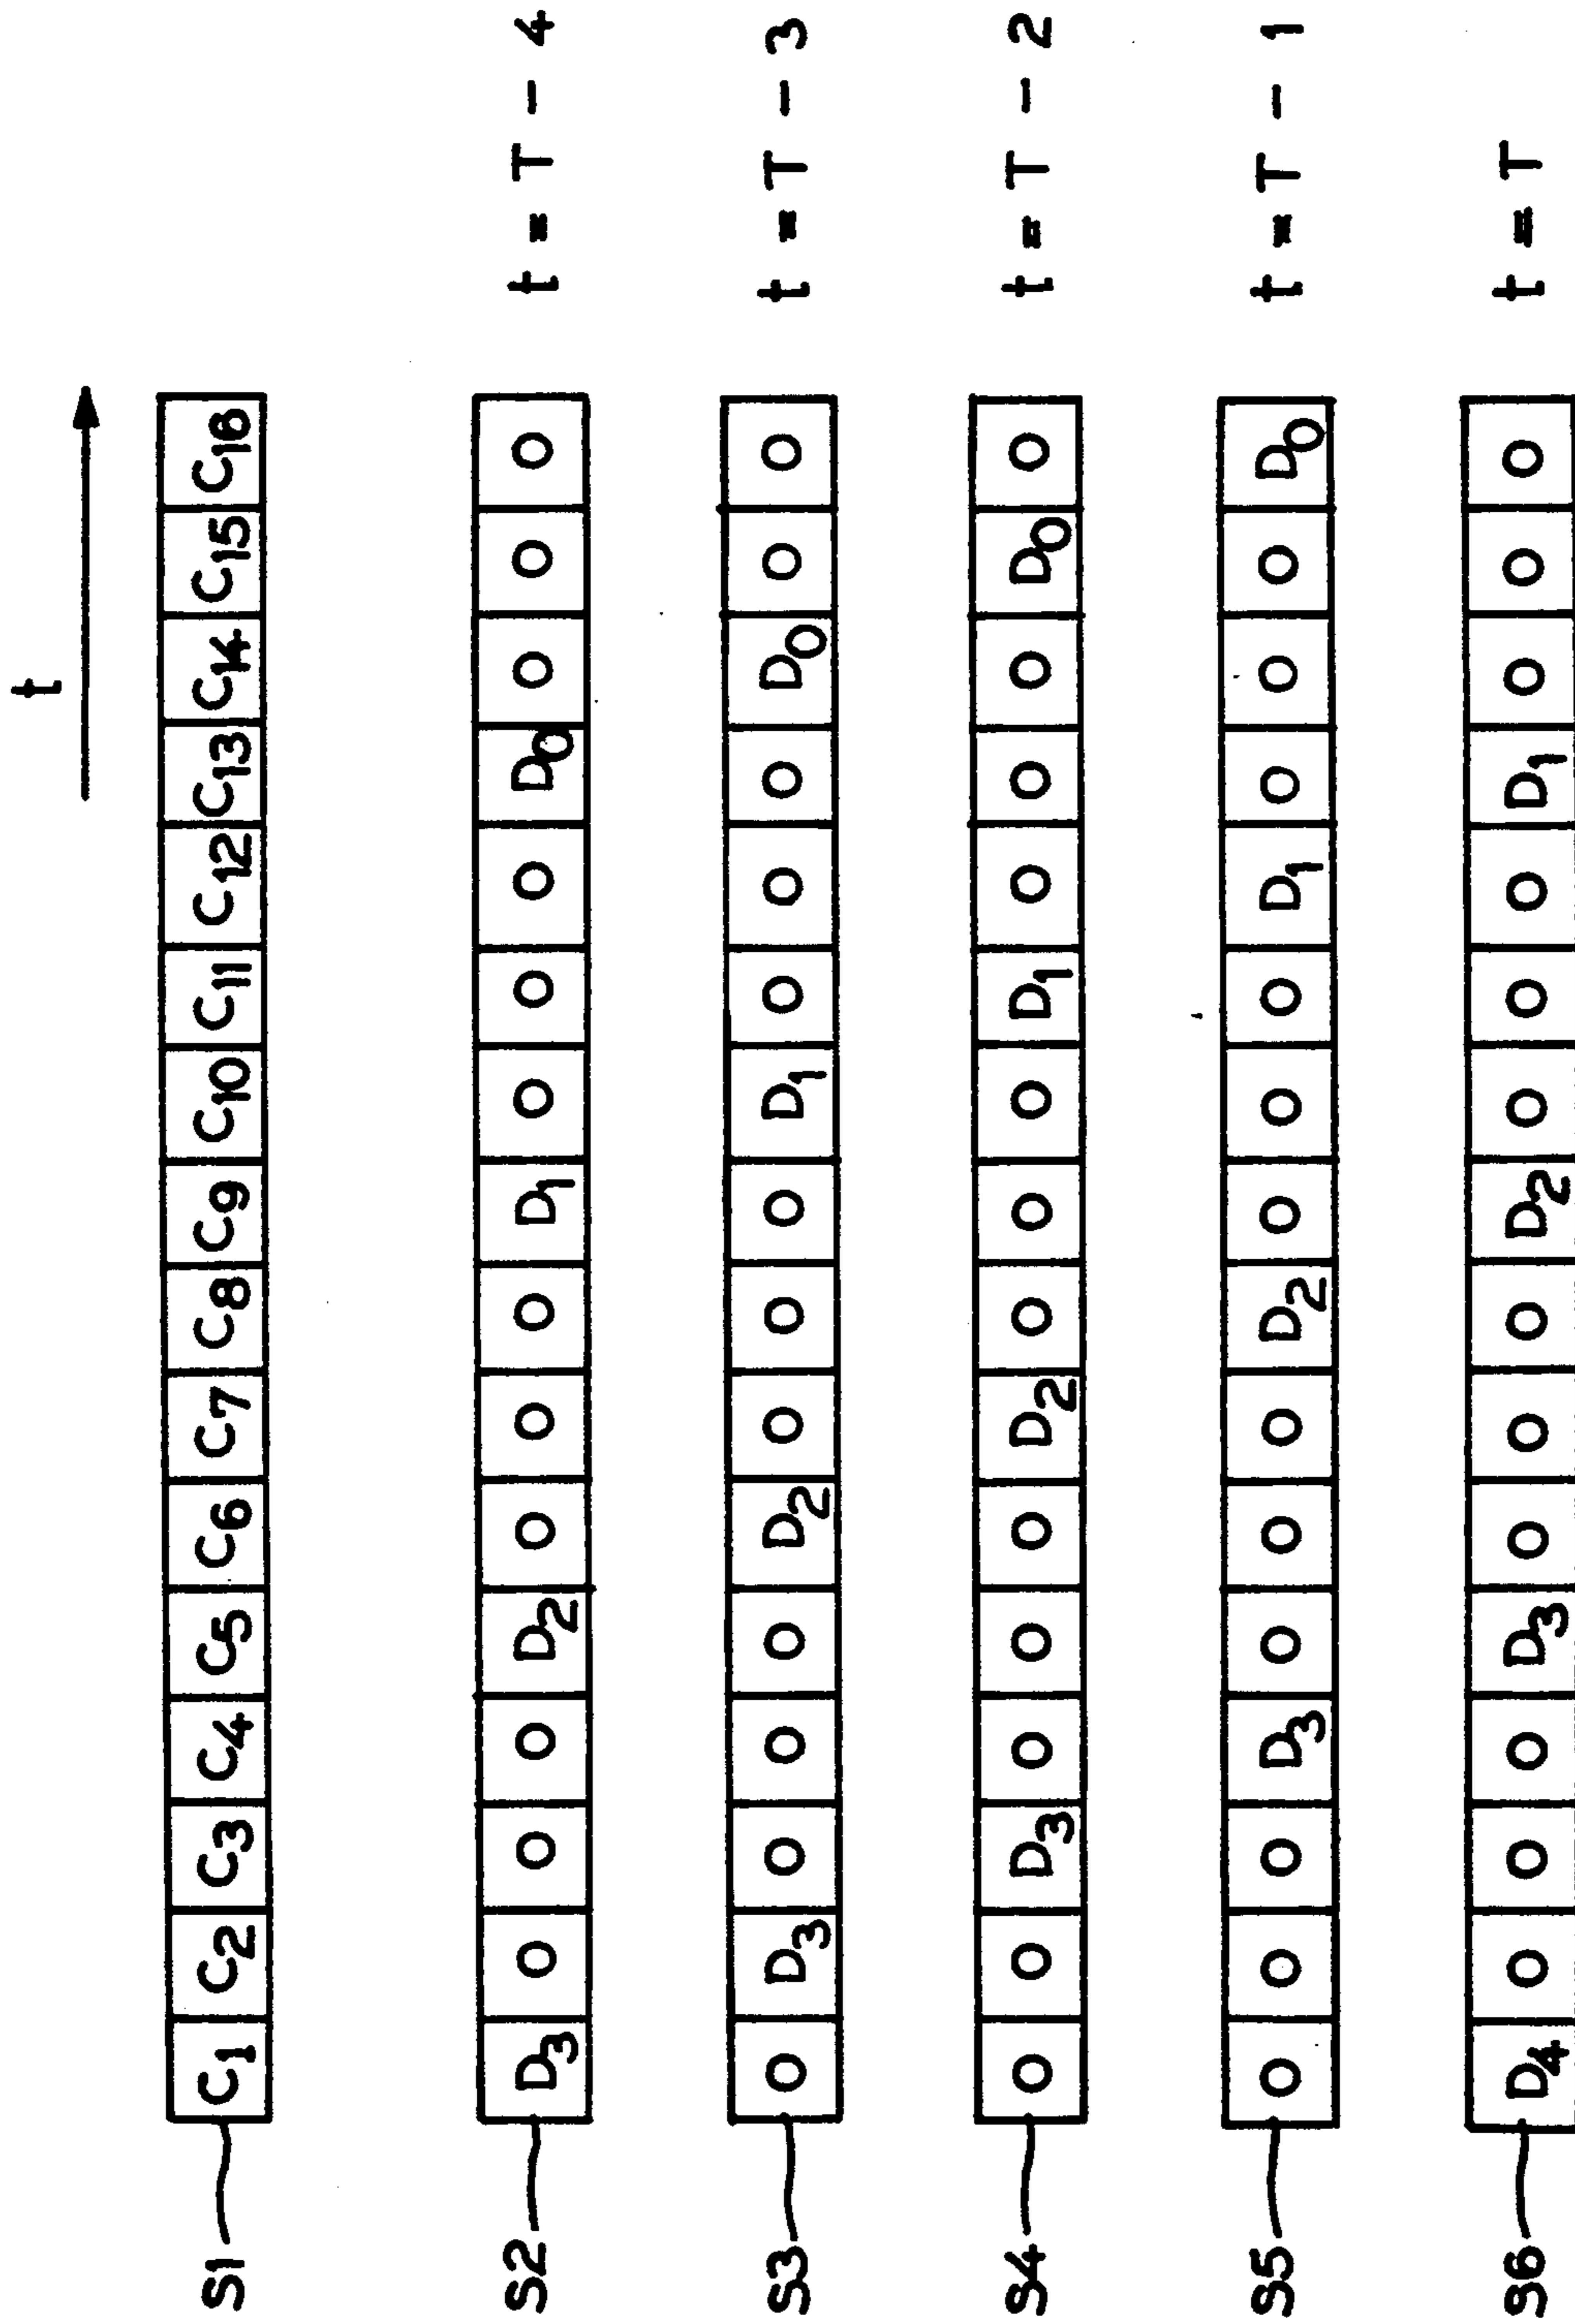 t
S1 C1 C2 C3 C4 C5 C6 C7 C8 C9 C10 C11 C12 C13 C14 C15 C16
S2 D3 0 0 0 D2 0 0 0 D1 0 0 0 D0 0 0 0 t = T - 4
S3 0 D3 0 0 0 D2 0 0 0 D1 0 0 0 D0 0 0 t = T - 3
S4 0 0 D3 0 0 0 D2 0 0 0 D1 0 0 0 D0 0 t = T - 2
S5 0 0 0 D3 0 0 0 D2 0 0 0 D1 0 0 0 D0 t = T - 1
S6 D4 0 0 0 D3 0 0 0 D2 0 0 0 D1 0 0 0 t = T